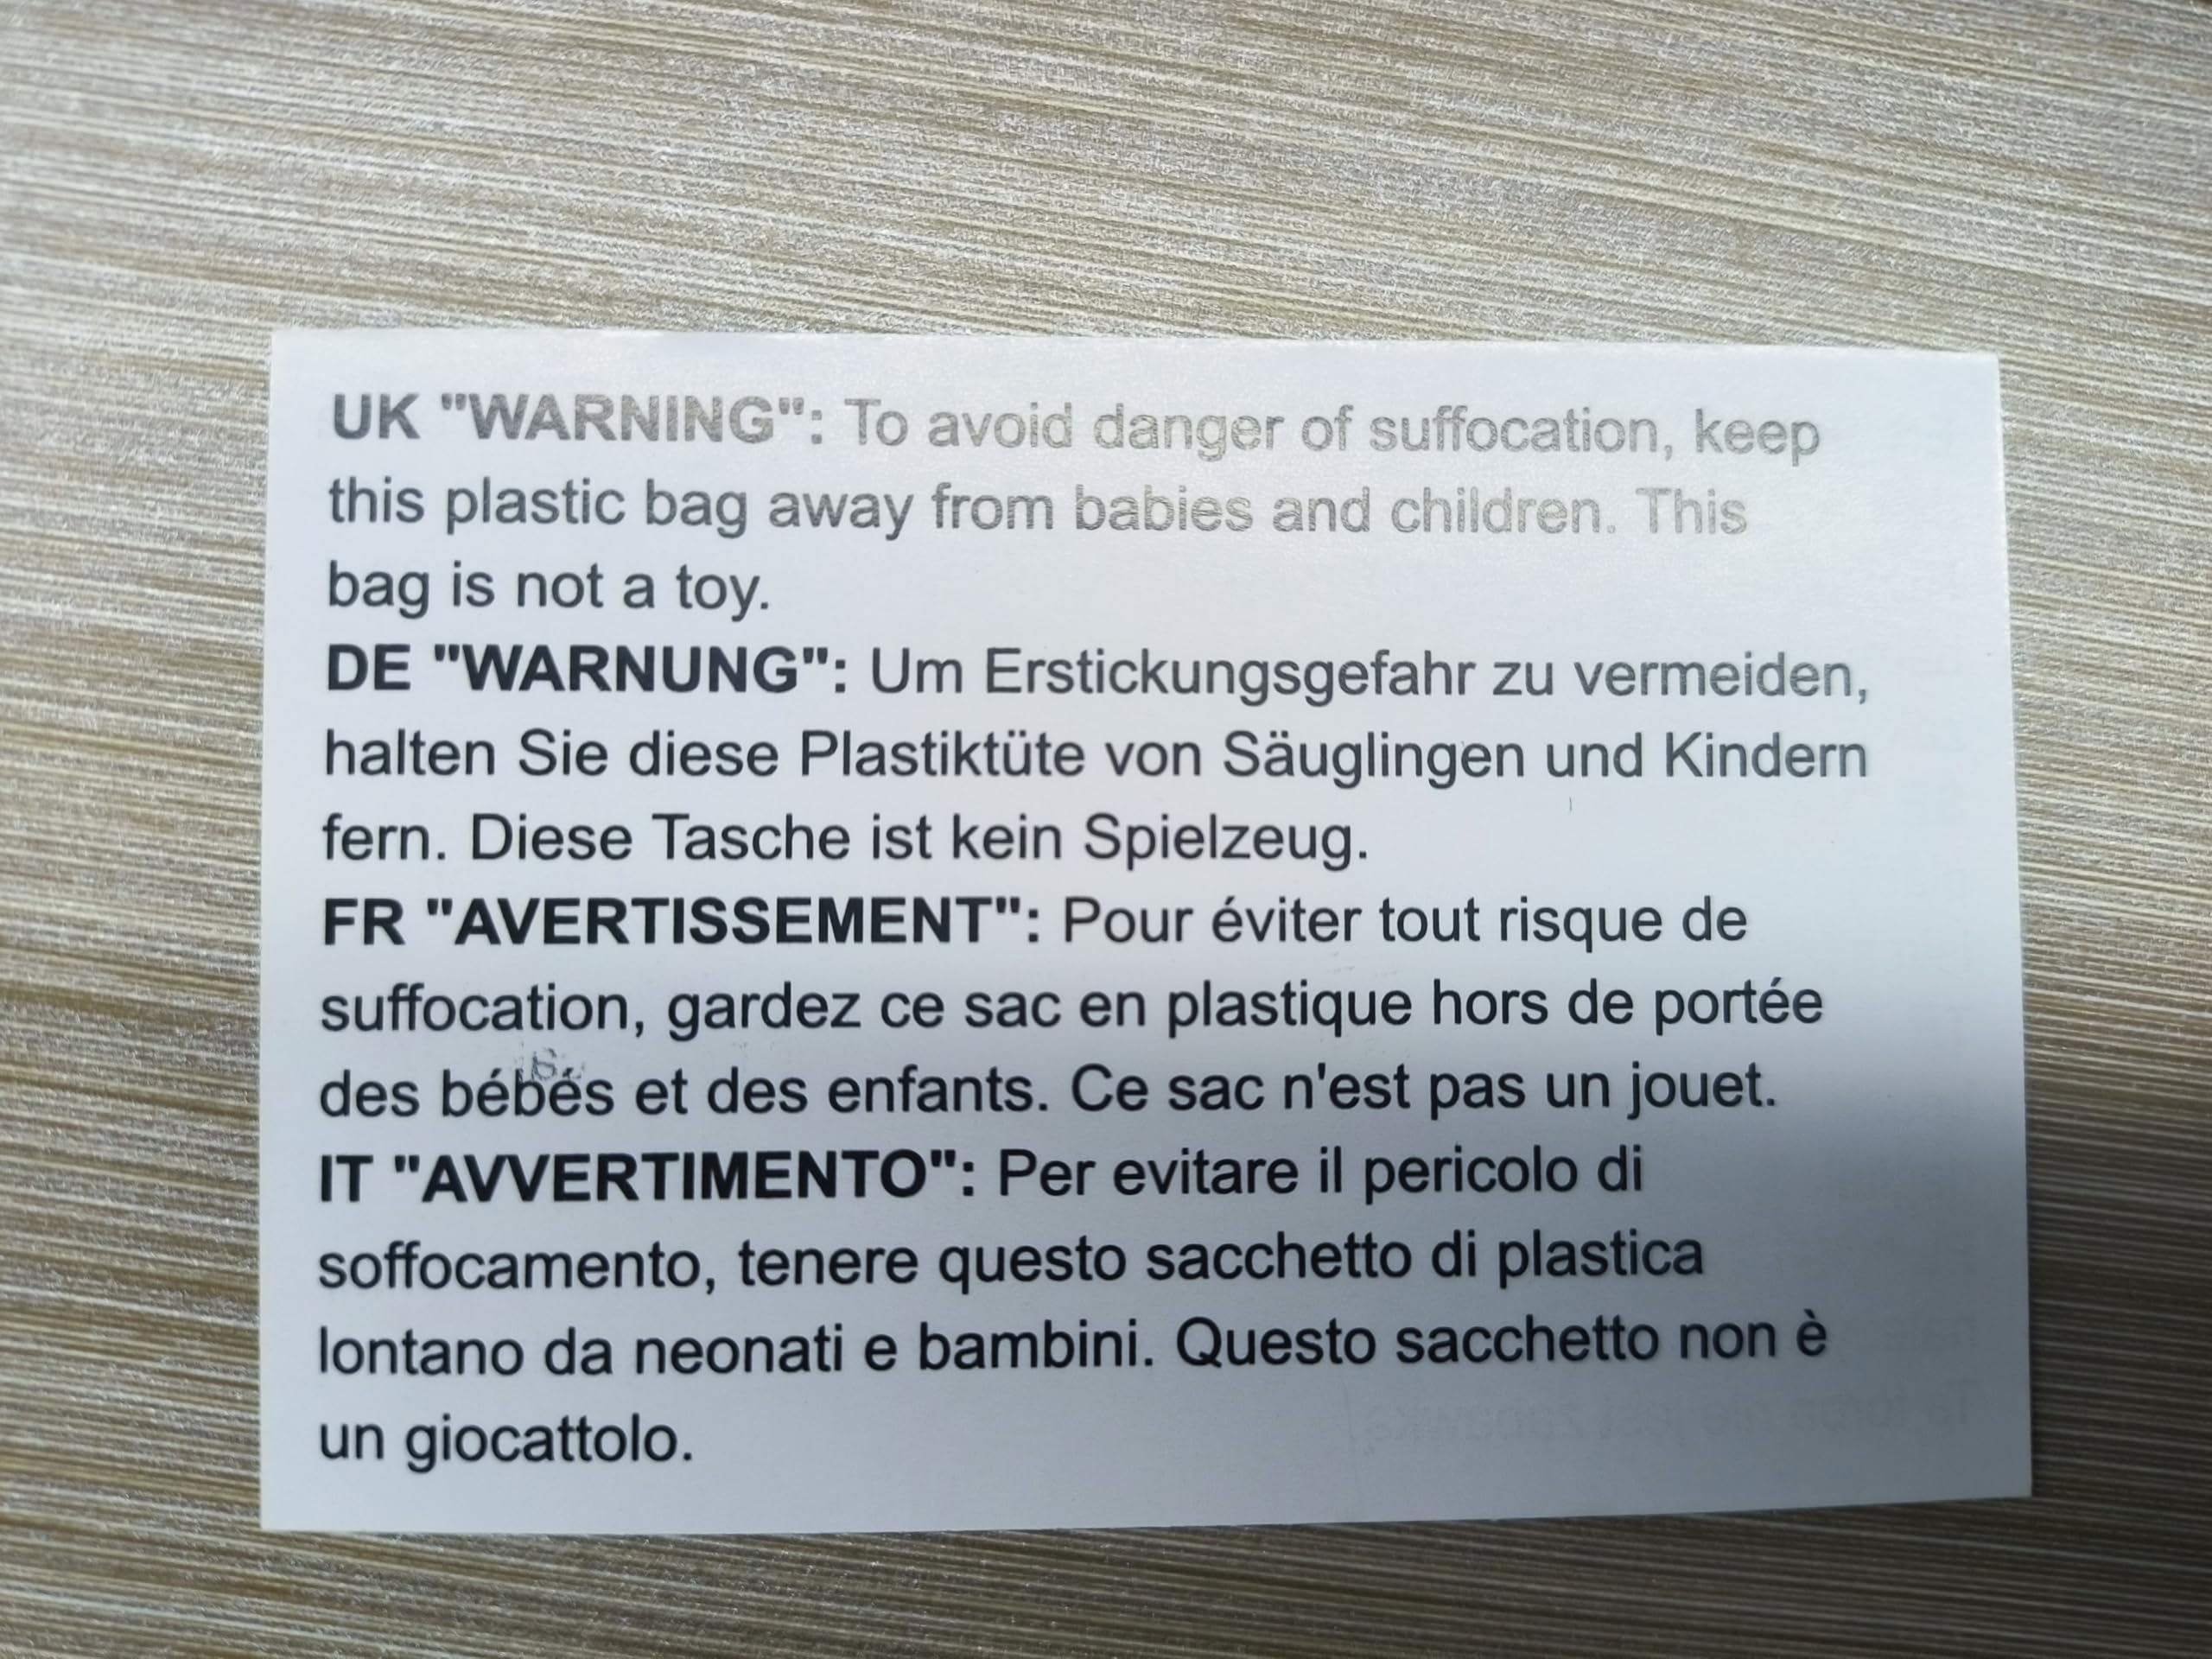 UK "WARNING": To avoid danger of suffocation, keep
this plastic bag away from babies and children. This
bag is not a toy.
DE "WARNUNG": Um Erstickungsgefahr zu vermeiden,
halten Sie diese Plastiktüte von Säuglingen und Kindern
fern. Diese Tasche ist kein Spielzeug.
FR "AVERTISSEMENT": Pour éviter tout risque de
suffocation, gardez ce sac en plastique hors de portée
des bébés et des enfants. Ce sac n'est pas un jouet.
IT "AVVERTIMENTO": Per evitare il pericolo di
soffocamento, tenere questo sacchetto di plastica
lontano da neonati e bambini. Questo sacchetto non è
un giocattolo.